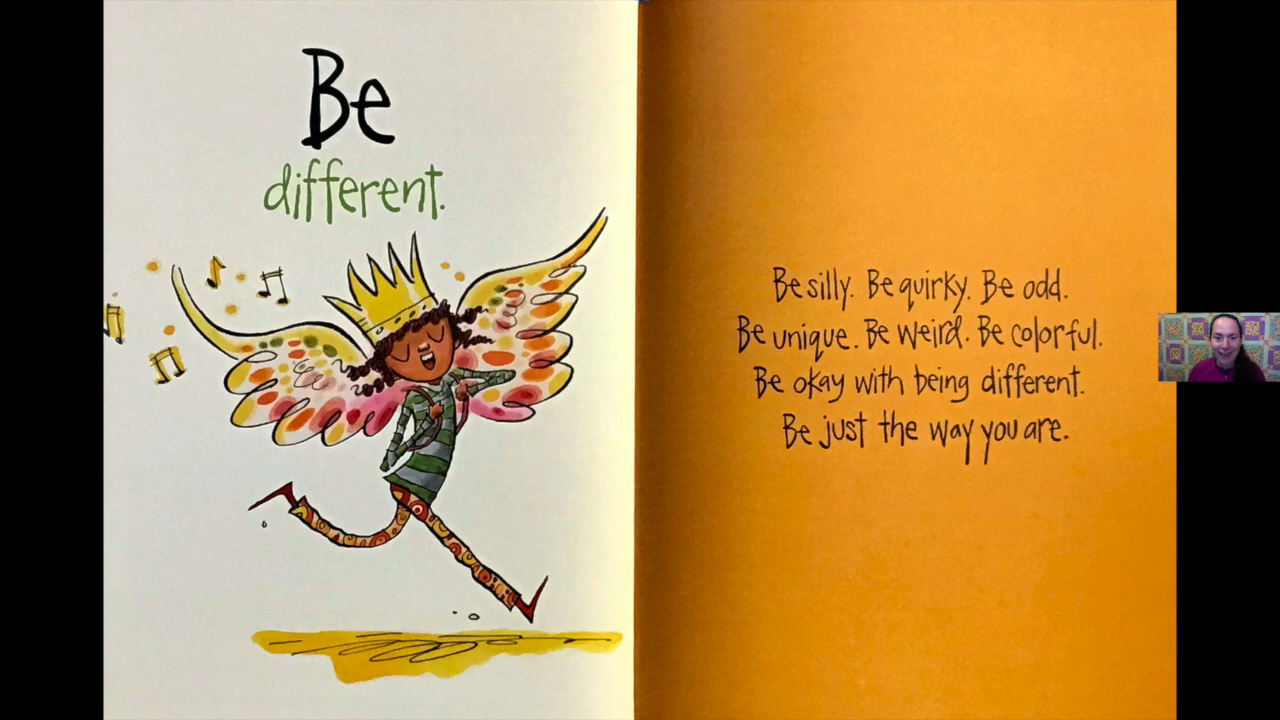 Be
different.
Be silly. Be quirky. Be odd.
Be unique. Be weird. Be colorful.
Be okay with being different.
Be just the way you are.